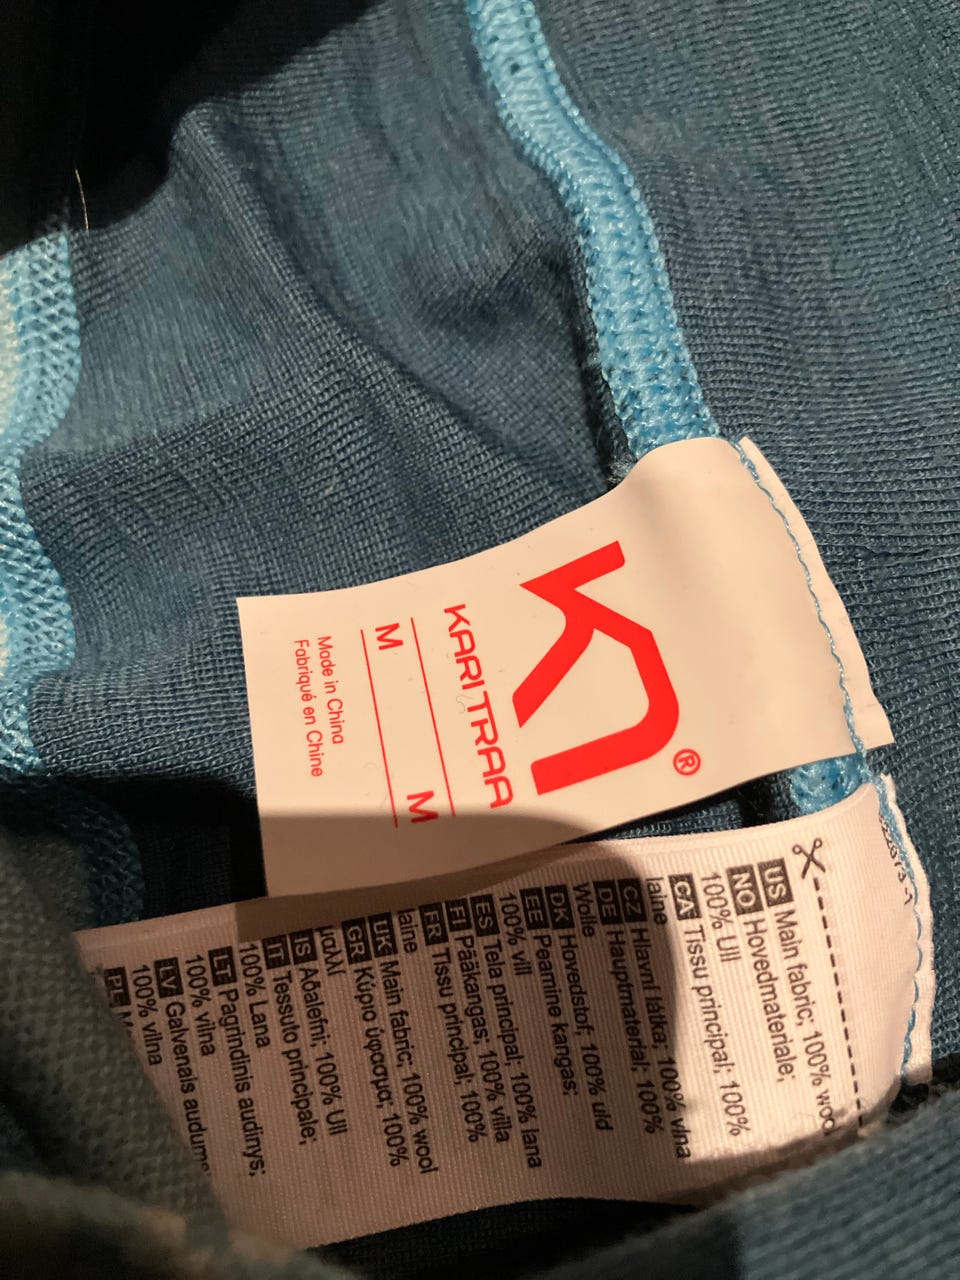 ®
KARI TRAA
M M
Made in China
Fabriqué en Chine
US Main fabric; 100% wool
NO Hovedmateriale;
100% Ull
CA Tissu principal; 100%
laine
CZ Hlavní látka; 100% vlna
DE Hauptmaterial; 100%
Wolle
DK Hovedstof; 100% uld
EE Peamine kangas;
100% vill
ES Tela principal; 100% lana
FI Pääkangas; 100% villa
FR Tissu principal; 100%
laine
UK Main fabric; 100% wool
GR Κύριο ύφασμα; 100%
μαλλί
IS Aðalefni; 100% Ull
IT Tessuto principale;
100% Lana
LT Pagrindinis audinys;
100% vilna
LV Galvenais audums;
100% vilna
PL